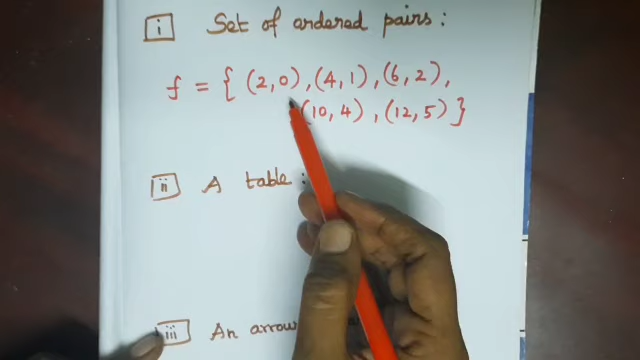 i Set of ordered pairs:
f = { (2,0), (4,1), (6,2),
(10,4), (12,5) }
ii A table:
iii An arrow